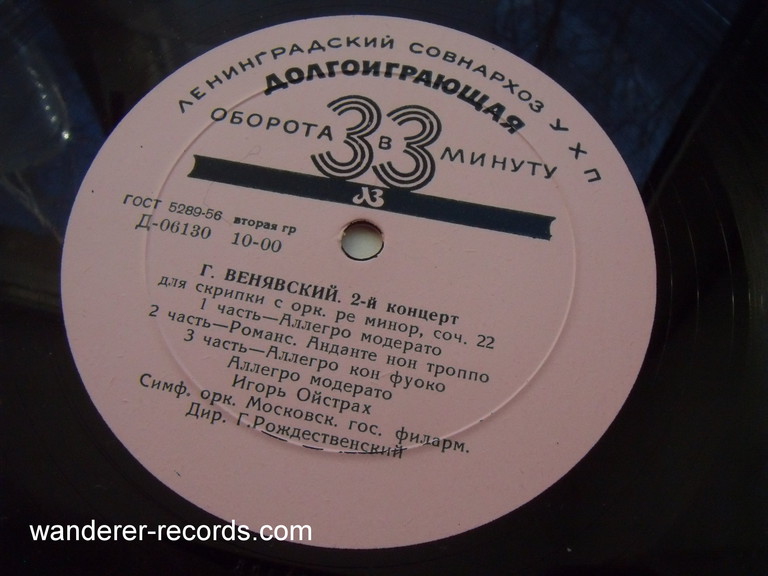 ЛЕНИНГРАДСКИЙ СОВНАРХОЗ УХП
ДОЛГОИГРАЮЩАЯ
ОБОРОТА 33 В МИНУТУ
ЛЗ
ГОСТ 5289-56 вторая гр
Д-06130 10-00
Г. ВЕНЯВСКИЙ. 2-й концерт
для скрипки с орк. ре минор, соч. 22
1 часть—Аллегро модерато
2 часть—Романс. Анданте нон троппо
3 часть—Аллегро кон фуоко
Аллегро модерато
Игорь Ойстрах
Симф. орк. Московск. гос. филарм.
Дир. Г.Рождественский
wanderer-records.com